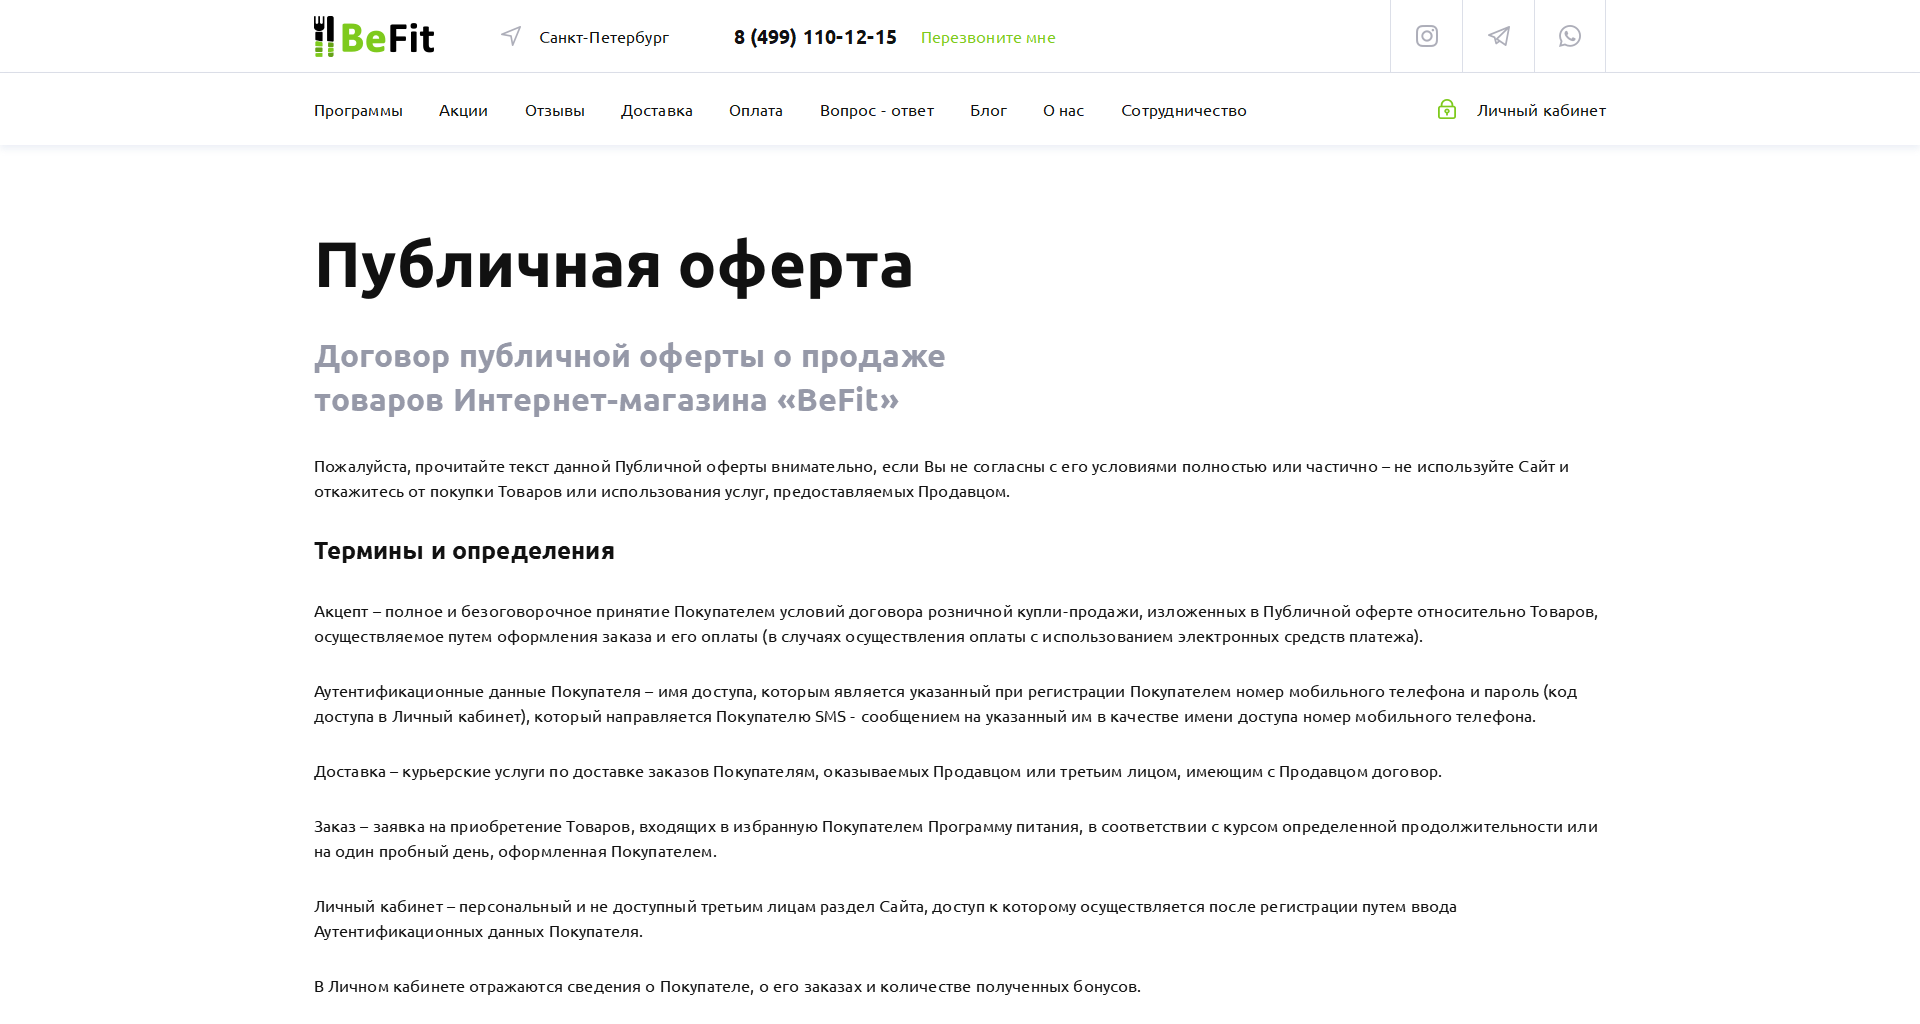 BeFit
Санкт-Петербург
8 (499) 110-12-15
Перезвоните мне
Программы
Акции
Отзывы
Доставка
Оплата
Вопрос - ответ
Блог
О нас
Сотрудничество
Личный кабинет
Публичная оферта
Договор публичной оферты о продаже
товаров Интернет-магазина «BeFit»
Пожалуйста, прочитайте текст данной Публичной оферты внимательно, если Вы не согласны с его условиями полностью или частично – не используйте Сайт и
откажитесь от покупки Товаров или использования услуг, предоставляемых Продавцом.
Термины и определения
Акцепт – полное и безоговорочное принятие Покупателем условий договора розничной купли-продажи, изложенных в Публичной оферте относительно Товаров,
осуществляемое путем оформления заказа и его оплаты (в случаях осуществления оплаты с использованием электронных средств платежа).
Аутентификационные данные Покупателя – имя доступа, которым является указанный при регистрации Покупателем номер мобильного телефона и пароль (код
доступа в Личный кабинет), который направляется Покупателю SMS - сообщением на указанный им в качестве имени доступа номер мобильного телефона.
Доставка – курьерские услуги по доставке заказов Покупателям, оказываемых Продавцом или третьим лицом, имеющим с Продавцом договор.
Заказ – заявка на приобретение Товаров, входящих в избранную Покупателем Программу питания, в соответствии с курсом определенной продолжительности или
на один пробный день, оформленная Покупателем.
Личный кабинет – персональный и не доступный третьим лицам раздел Сайта, доступ к которому осуществляется после регистрации путем ввода
Аутентификационных данных Покупателя.
В Личном кабинете отражаются сведения о Покупателе, о его заказах и количестве полученных бонусов.